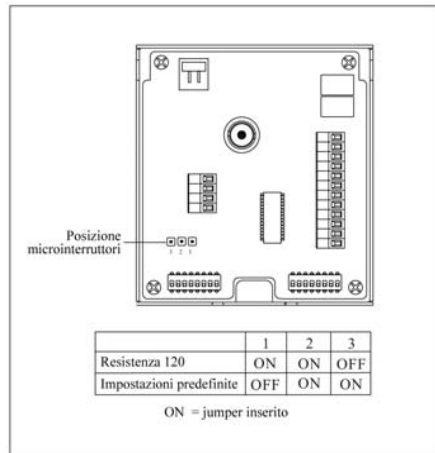 Posizione
microinterruttori
3 2 1
1 2 3
Resistenza 120 ON ON OFF
Impostazioni predefinite OFF ON ON
ON = jumper inserito